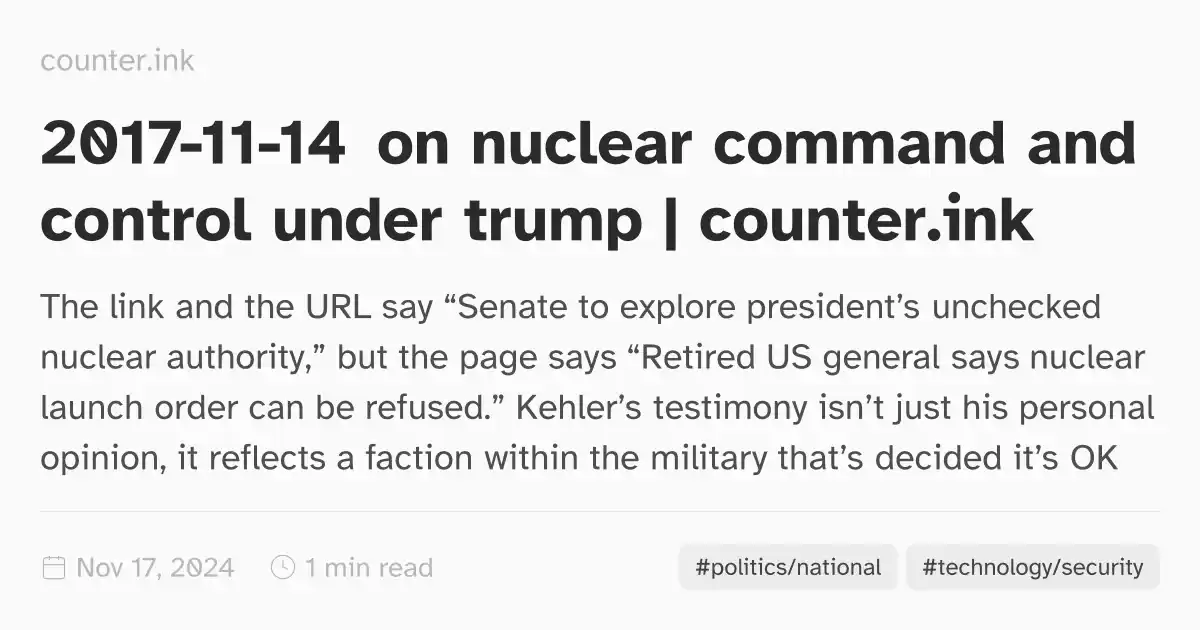 counter.ink
2017-11-14 on nuclear command and
control under trump | counter.ink
The link and the URL say “Senate to explore president’s unchecked
nuclear authority,” but the page says “Retired US general says nuclear
launch order can be refused.” Kehler’s testimony isn’t just his personal
opinion, it reflects a faction within the military that’s decided it’s OK
Nov 17, 2024 1 min read #politics/national #technology/security